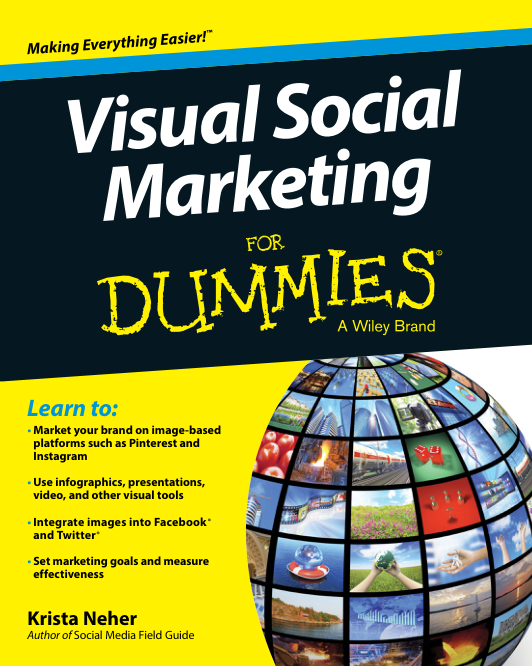 Making Everything Easier!™
Visual Social
Marketing
FOR
DUMMIES®
A Wiley Brand
Learn to:
• Market your brand on image-based
platforms such as Pinterest and
Instagram
• Use infographics, presentations,
video, and other visual tools
• Integrate images into Facebook®
and Twitter®
• Set marketing goals and measure
effectiveness
Krista Neher
Author of Social Media Field Guide